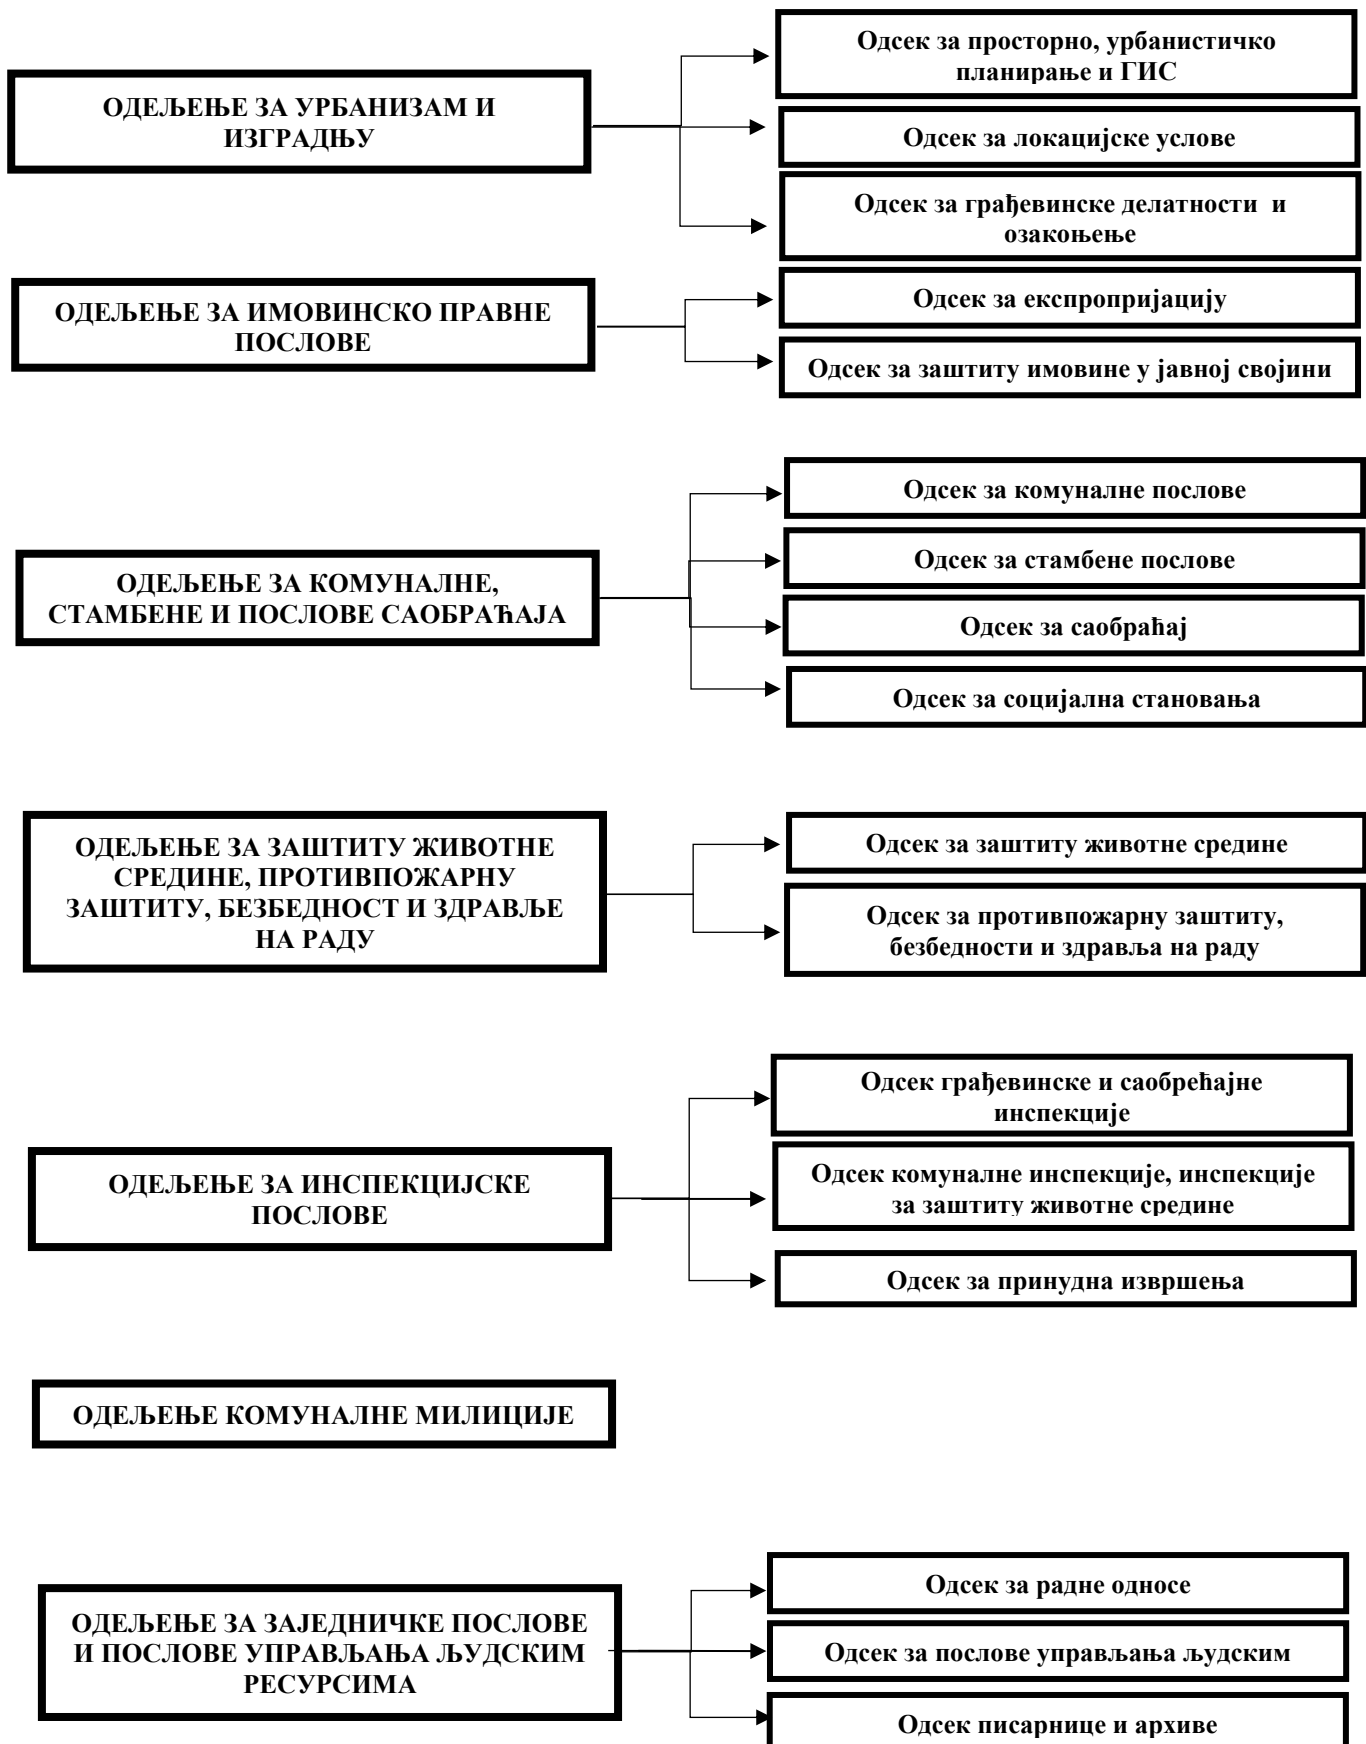 ОДЕЉЕЊЕ ЗА УРБАНИЗАМ И
ИЗГРАДЊУ
Одсек за просторно, урбанистичко
планирање и ГИС
Одсек за локацијске услове
Одсек за грађевинске делатности и
озакоњење
ОДЕЉЕЊЕ ЗА ИМОВИНСКО ПРАВНЕ
ПОСЛОВЕ
Одсек за експропријацију
Одсек за заштиту имовине у јавној својини
ОДЕЉЕЊЕ ЗА КОМУНАЛНЕ,
СТАМБЕНЕ И ПОСЛОВЕ САОБРАЋАЈА
Одсек за комуналне послове
Одсек за стамбене послове
Одсек за саобраћај
Одсек за социјална становања
ОДЕЉЕЊЕ ЗА ЗАШТИТУ ЖИВОТНЕ
СРЕДИНЕ, ПРОТИВПОЖАРНУ
ЗАШТИТУ, БЕЗБЕДНОСТ И ЗДРАВЉЕ
НА РАДУ
Одсек за заштиту животне средине
Одсек за противпожарну заштиту,
безбедности и здравља на раду
ОДЕЉЕЊЕ ЗА ИНСПЕКЦИЈСКЕ
ПОСЛОВЕ
Одсек грађевинске и саобрећајне
инспекције
Одсек комуналне инспекције, инспекције
за заштиту животне средине
Одсек за принудна извршења
ОДЕЉЕЊЕ КОМУНАЛНЕ МИЛИЦИЈЕ
ОДЕЉЕЊЕ ЗА ЗАЈЕДНИЧКЕ ПОСЛОВЕ
И ПОСЛОВЕ УПРАВЉАЊА ЉУДСКИМ
РЕСУРСИМА
Одсек за радне односе
Одсек за послове управљања људским
Одсек писарнице и архиве